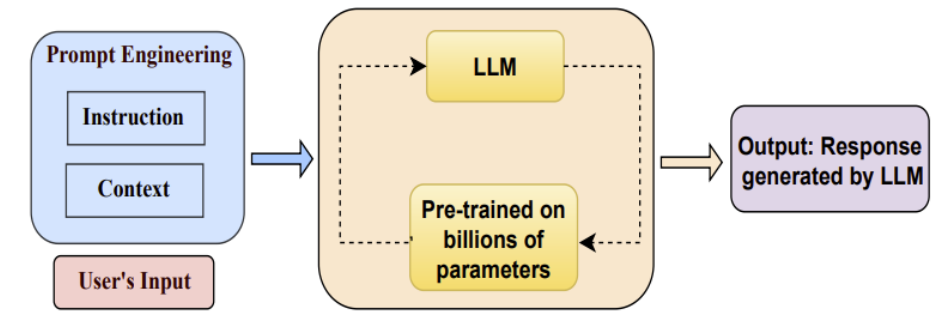 Prompt Engineering
Instruction
Context
User's Input
LLM
Pre-trained on
billions of
parameters
Output: Response
generated by LLM